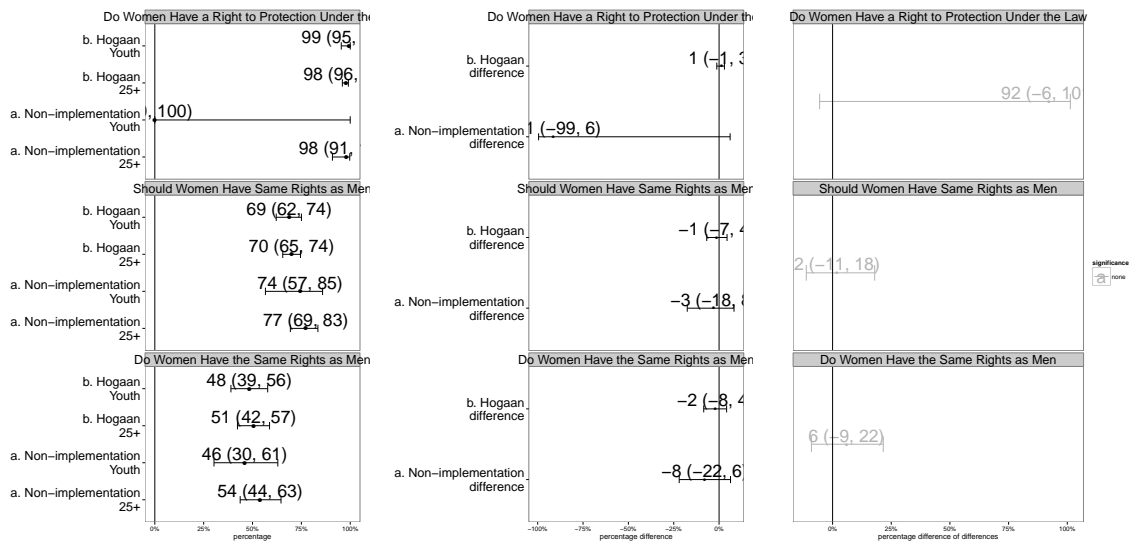 Do Women Have a Right to Protection Under the
b. Hogaan
Youth
99 (95,
b. Hogaan
25+
98 (96,
a. Non−implementation
Youth
, 100)
a. Non−implementation
25+
98 (91,
Should Women Have Same Rights as Men
b. Hogaan
Youth
69 (62, 74)
b. Hogaan
25+
70 (65, 74)
a. Non−implementation
Youth
74 (57, 85)
a. Non−implementation
25+
77 (69, 83)
Do Women Have the Same Rights as Men
b. Hogaan
Youth
48 (39, 56)
b. Hogaan
25+
51 (42, 57)
a. Non−implementation
Youth
46 (30, 61)
a. Non−implementation
25+
54 (44, 63)
0% 25% 50% 75% 100%
percentage
Do Women Have a Right to Protection Under the
b. Hogaan
difference
1 (−1, 3
a. Non−implementation
difference
1 (−99, 6)
Should Women Have Same Rights as Men
b. Hogaan
difference
−1 (−7, 4
a. Non−implementation
difference
−3 (−18, 8
Do Women Have the Same Rights as Men
b. Hogaan
difference
−2 (−8, 4
a. Non−implementation
difference
−8 (−22, 6)
−100% −75% −50% −25% 0%
percentage difference
Do Women Have a Right to Protection Under the Law
92 (−6, 10
Should Women Have Same Rights as Men
2 (−11, 18)
Do Women Have the Same Rights as Men
6 (−9, 22)
0% 25% 50% 75% 100%
percentage difference of differences
significance
a none